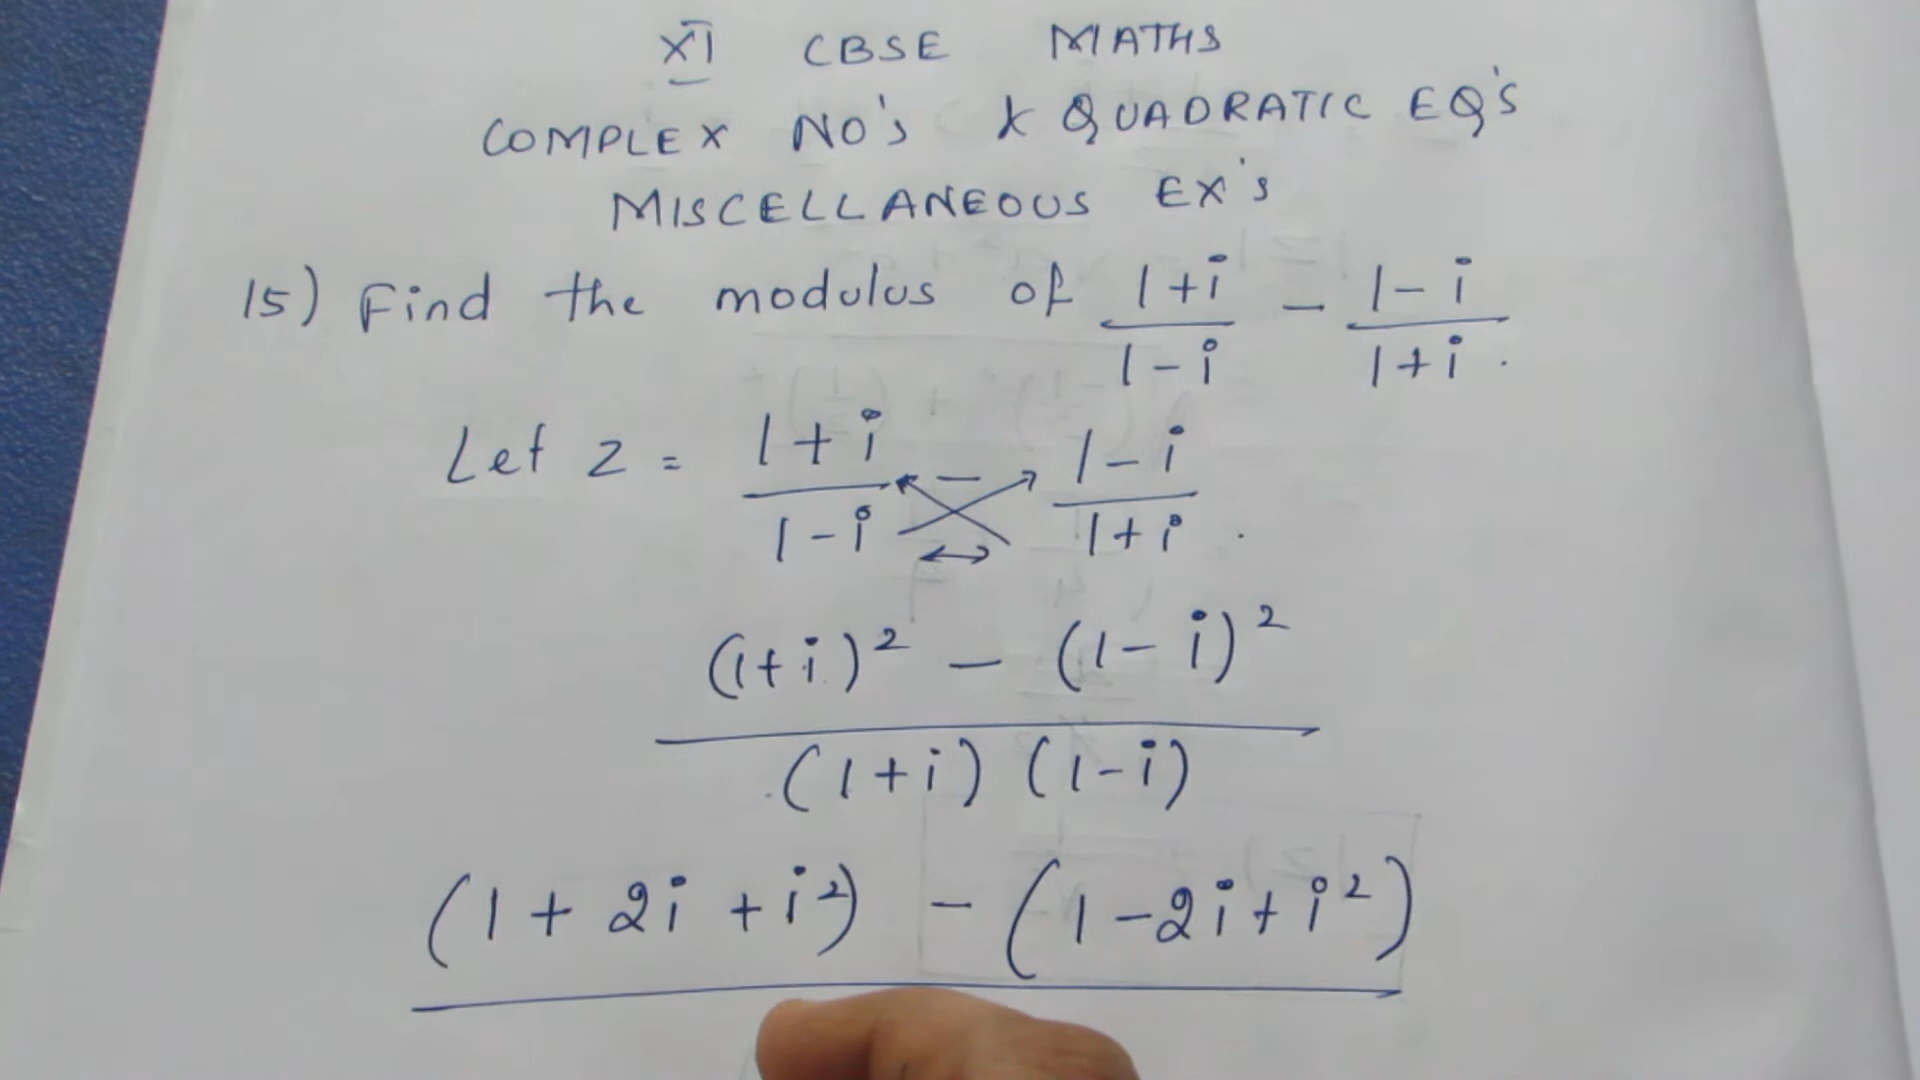 XI CBSE MATHS
COMPLEX NO's & QUADRATIC EQ's
MISCELLANEOUS EX's
15) Find the modulus of (1+i)/(1-i) - (1-i)/(1+i) .
Let z = (1+i)/(1-i) - (1-i)/(1+i) .
(1+i)² - (1-i)²
(1+i) (1-i)
(1 + 2i + i²) - (1 - 2i + i²)